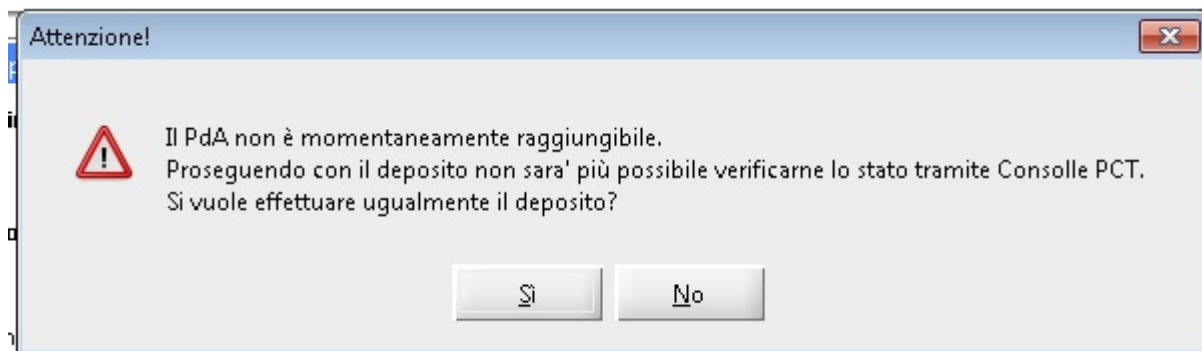 Attenzione!
Il PdA non è momentaneamente raggiungibile.
Proseguendo con il deposito non sara' più possibile verificarne lo stato tramite Consolle PCT.
Si vuole effettuare ugualmente il deposito?
Sì
No